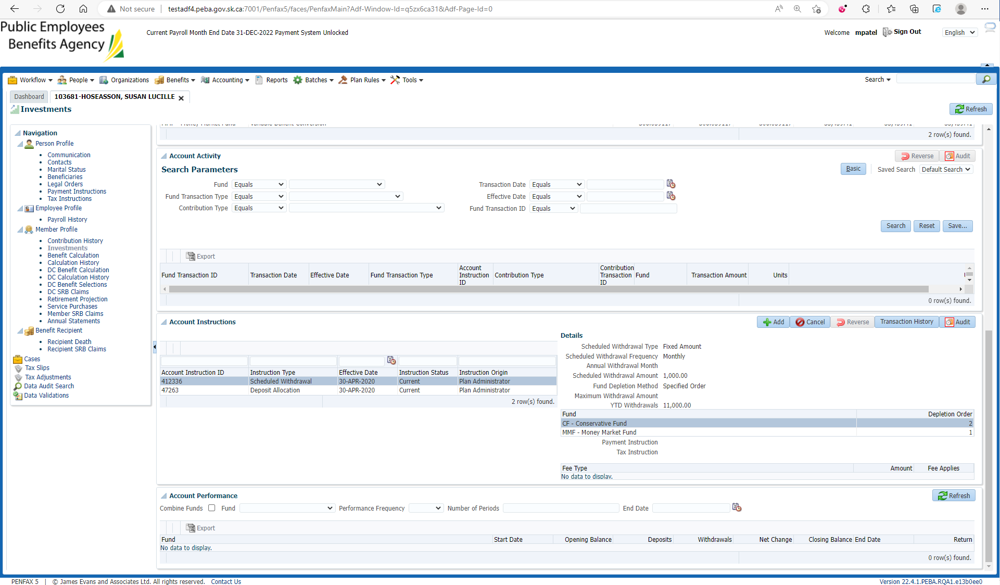 Not secure | testadf4.peba.gov.sk.ca:7001/Penfax5/faces/PenfaxMain?Adf-Window-Id=q5zx6ca31&Adf-Page-Id=0
Public Employees
Benefits Agency
Current Payroll Month End Date 31-DEC-2022 Payment System Unlocked
Welcome mpatel Sign Out English
Workflow People Organizations Benefits Accounting Reports Batches Plan Rules Tools Search
Dashboard 103681-HOSEASSON, SUSAN LUCILLE
Investments Refresh
Navigation
Person Profile
Communication
Contacts
Marital Status
Beneficiaries
Legal Orders
Payment Instructions
Tax Instructions
Employee Profile
Payroll History
Member Profile
Contribution History
Investments
Benefit Calculation
Calculation History
DC Benefit Calculation
DC Calculation History
DC Benefit Selections
DC SRB Claims
Retirement Projection
Service Purchases
Member SRB Claims
Annual Statements
Benefit Recipient
Recipient Death
Recipient SRB Claims
Cases
Tax Slips
Tax Adjustments
Data Audit Search
Data Validations
2 row(s) found.
Account Activity Reverse Audit
Search Parameters Basic Saved Search Default Search
Fund Equals Transaction Date Equals
Fund Transaction Type Equals Effective Date Equals
Contribution Type Equals Fund Transaction ID Equals
Search Reset Save...
Export
Fund Transaction ID Transaction Date Effective Date Fund Transaction Type Account Instruction ID Contribution Type Contribution Transaction ID Fund Transaction Amount Units
0 row(s) found.
Account Instructions Add Cancel Reverse Transaction History Audit
Account Instruction ID Instruction Type Effective Date Instruction Status Instruction Origin
412336 Scheduled Withdrawal 30-APR-2020 Current Plan Administrator
47263 Deposit Allocation 30-APR-2020 Current Plan Administrator
2 row(s) found.
Details
Scheduled Withdrawal Type Fixed Amount
Scheduled Withdrawal Frequency Monthly
Annual Withdrawal Month
Scheduled Withdrawal Amount 1,000.00
Fund Depletion Method Specified Order
Maximum Withdrawal Amount
YTD Withdrawals 11,000.00
Fund Depletion Order
CF - Conservative Fund 2
MMF - Money Market Fund 1
Payment Instruction
Tax Instruction
Fee Type Amount Fee Applies
No data to display.
Account Performance Refresh
Combine Funds Fund Performance Frequency Number of Periods End Date
Export
Fund Start Date Opening Balance Deposits Withdrawals Net Change Closing Balance End Date Return
No data to display.
0 row(s) found.
PENFAX 5 | © James Evans and Associates Ltd. All rights reserved. Contact Us Version 22.4.1.PEBA.RQA1.e13b0ee0